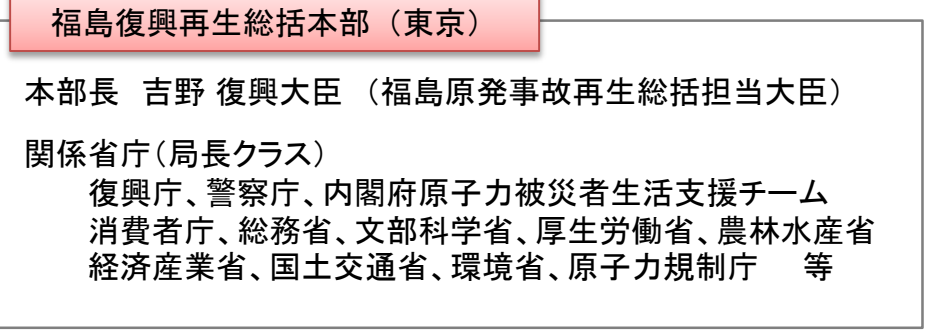 福島復興再生総括本部（東京）
本部長　吉野 復興大臣　（福島原発事故再生総括担当大臣）
関係省庁（局長クラス）
復興庁、警察庁、内閣府原子力被災者生活支援チーム
消費者庁、総務省、文部科学省、厚生労働省、農林水産省
経済産業省、国土交通省、環境省、原子力規制庁　　等